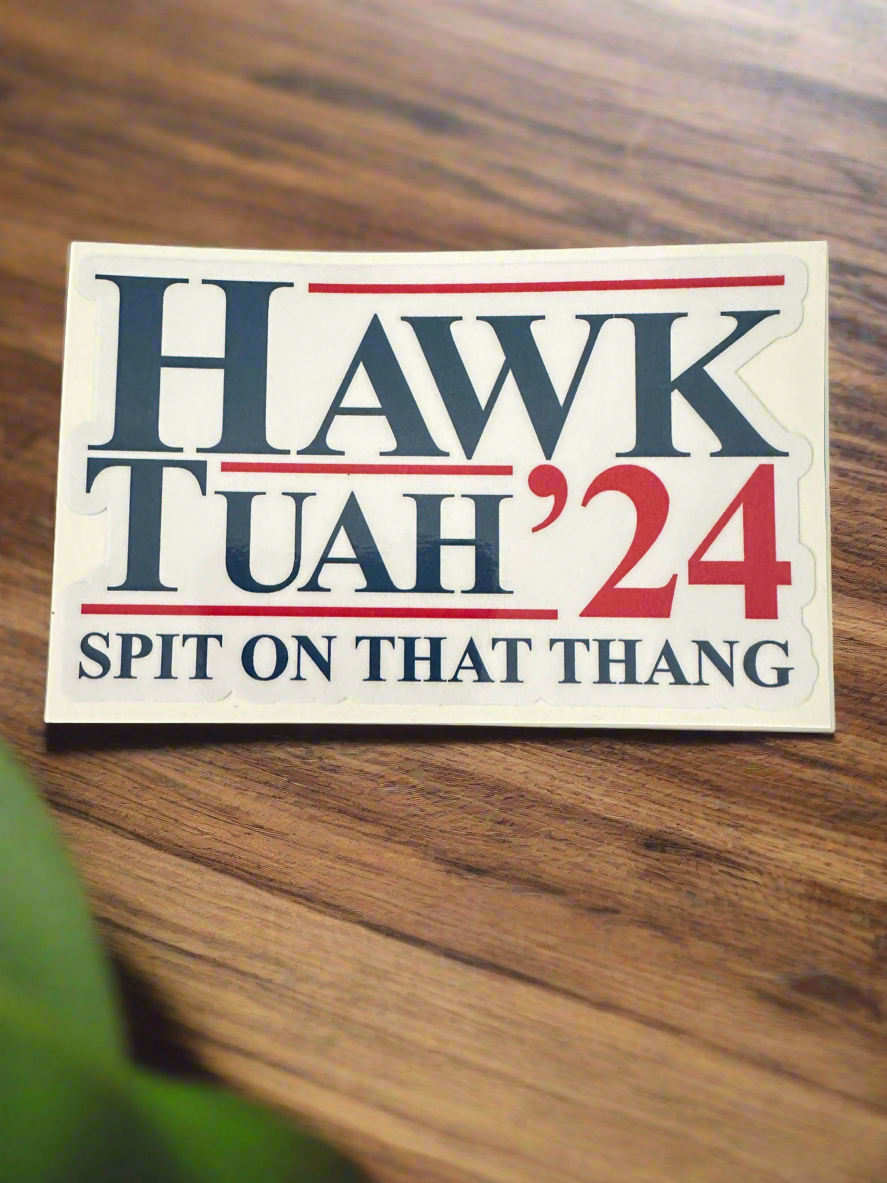 HAWK
TUAH ’24
SPIT ON THAT THANG